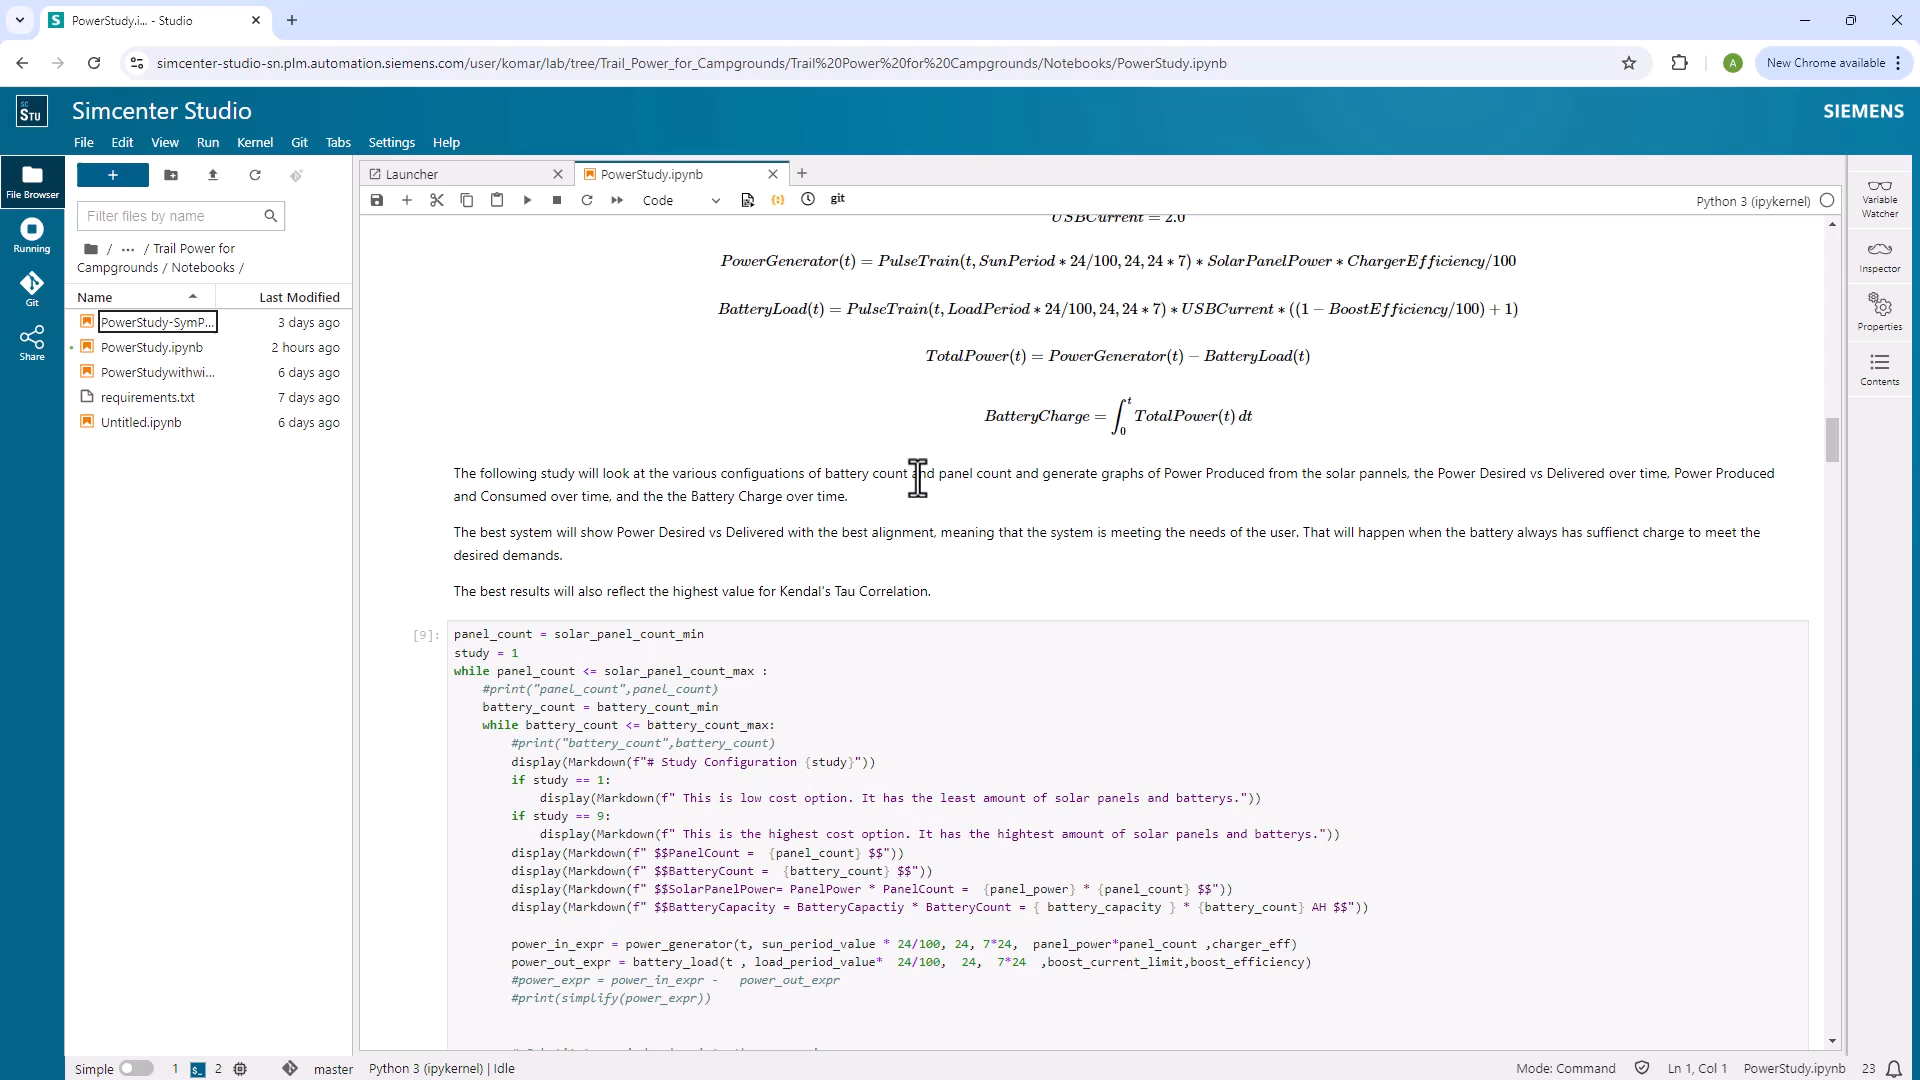 PowerStudy.i... - Studio
simcenter-studio-sn.plm.automation.siemens.com/user/komar/lab/tree/Trail_Power_for_Campgrounds/Trail%20Power%20for%20Campgrounds/Notebooks/PowerStudy.ipynb
A
New Chrome available
SC
STU
Simcenter Studio
SIEMENS
File Edit View Run Kernel Git Tabs Settings Help
File Browser
Running
Git
Share
Filter files by name
/ ... / Trail Power for
Campgrounds / Notebooks /
Name Last Modified
PowerStudy-SymP... 3 days ago
PowerStudy.ipynb 2 hours ago
PowerStudywithwi... 6 days ago
requirements.txt 7 days ago
Untitled.ipynb 6 days ago
Launcher
PowerStudy.ipynb
Code
git
Python 3 (ipykernel)
Variable
Watcher
Inspector
Properties
Contents
USBCurrent = 2.0
PowerGenerator(t) = PulseTrain(t, SunPeriod * 24/100, 24, 24 * 7) * SolarPanelPower * ChargerEfficiency/100
BatteryLoad(t) = PulseTrain(t, LoadPeriod * 24/100, 24, 24 * 7) * USBCurrent * ((1 − BoostEfficiency/100) + 1)
TotalPower(t) = PowerGenerator(t) − BatteryLoad(t)
BatteryCharge = ∫₀ᵗ TotalPower(t) dt
The following study will look at the various configuations of battery count and panel count and generate graphs of Power Produced from the solar pannels, the Power Desired vs Delivered over time, Power Produced
and Consumed over time, and the the Battery Charge over time.
The best system will show Power Desired vs Delivered with the best alignment, meaning that the system is meeting the needs of the user. That will happen when the battery always has suffienct charge to meet the
desired demands.
The best results will also reflect the highest value for Kendal's Tau Correlation.
[9]:
panel_count = solar_panel_count_min
study = 1
while panel_count <= solar_panel_count_max :
#print("panel_count",panel_count)
battery_count = battery_count_min
while battery_count <= battery_count_max:
#print("battery_count",battery_count)
display(Markdown(f"# Study Configuration {study}"))
if study == 1:
display(Markdown(f" This is low cost option. It has the least amount of solar panels and batterys."))
if study == 9:
display(Markdown(f" This is the highest cost option. It has the hightest amount of solar panels and batterys."))
display(Markdown(f" $$PanelCount =  {panel_count} $$"))
display(Markdown(f" $$BatteryCount =  {battery_count} $$"))
display(Markdown(f" $$SolarPanelPower= PanelPower * PanelCount =  {panel_power} * {panel_count} $$"))
display(Markdown(f" $$BatteryCapacity = BatteryCapactiy * BatteryCount = { battery_capacity } * {battery_count} AH $$"))
power_in_expr = power_generator(t, sun_period_value * 24/100, 24, 7*24,  panel_power*panel_count ,charger_eff)
power_out_expr = battery_load(t , load_period_value*  24/100,  24,  7*24  ,boost_current_limit,boost_efficiency)
#power_expr = power_in_expr -   power_out_expr
#print(simplify(power_expr))
Simple 1 2 master Python 3 (ipykernel) | Idle
Mode: Command Ln 1, Col 1 PowerStudy.ipynb 23